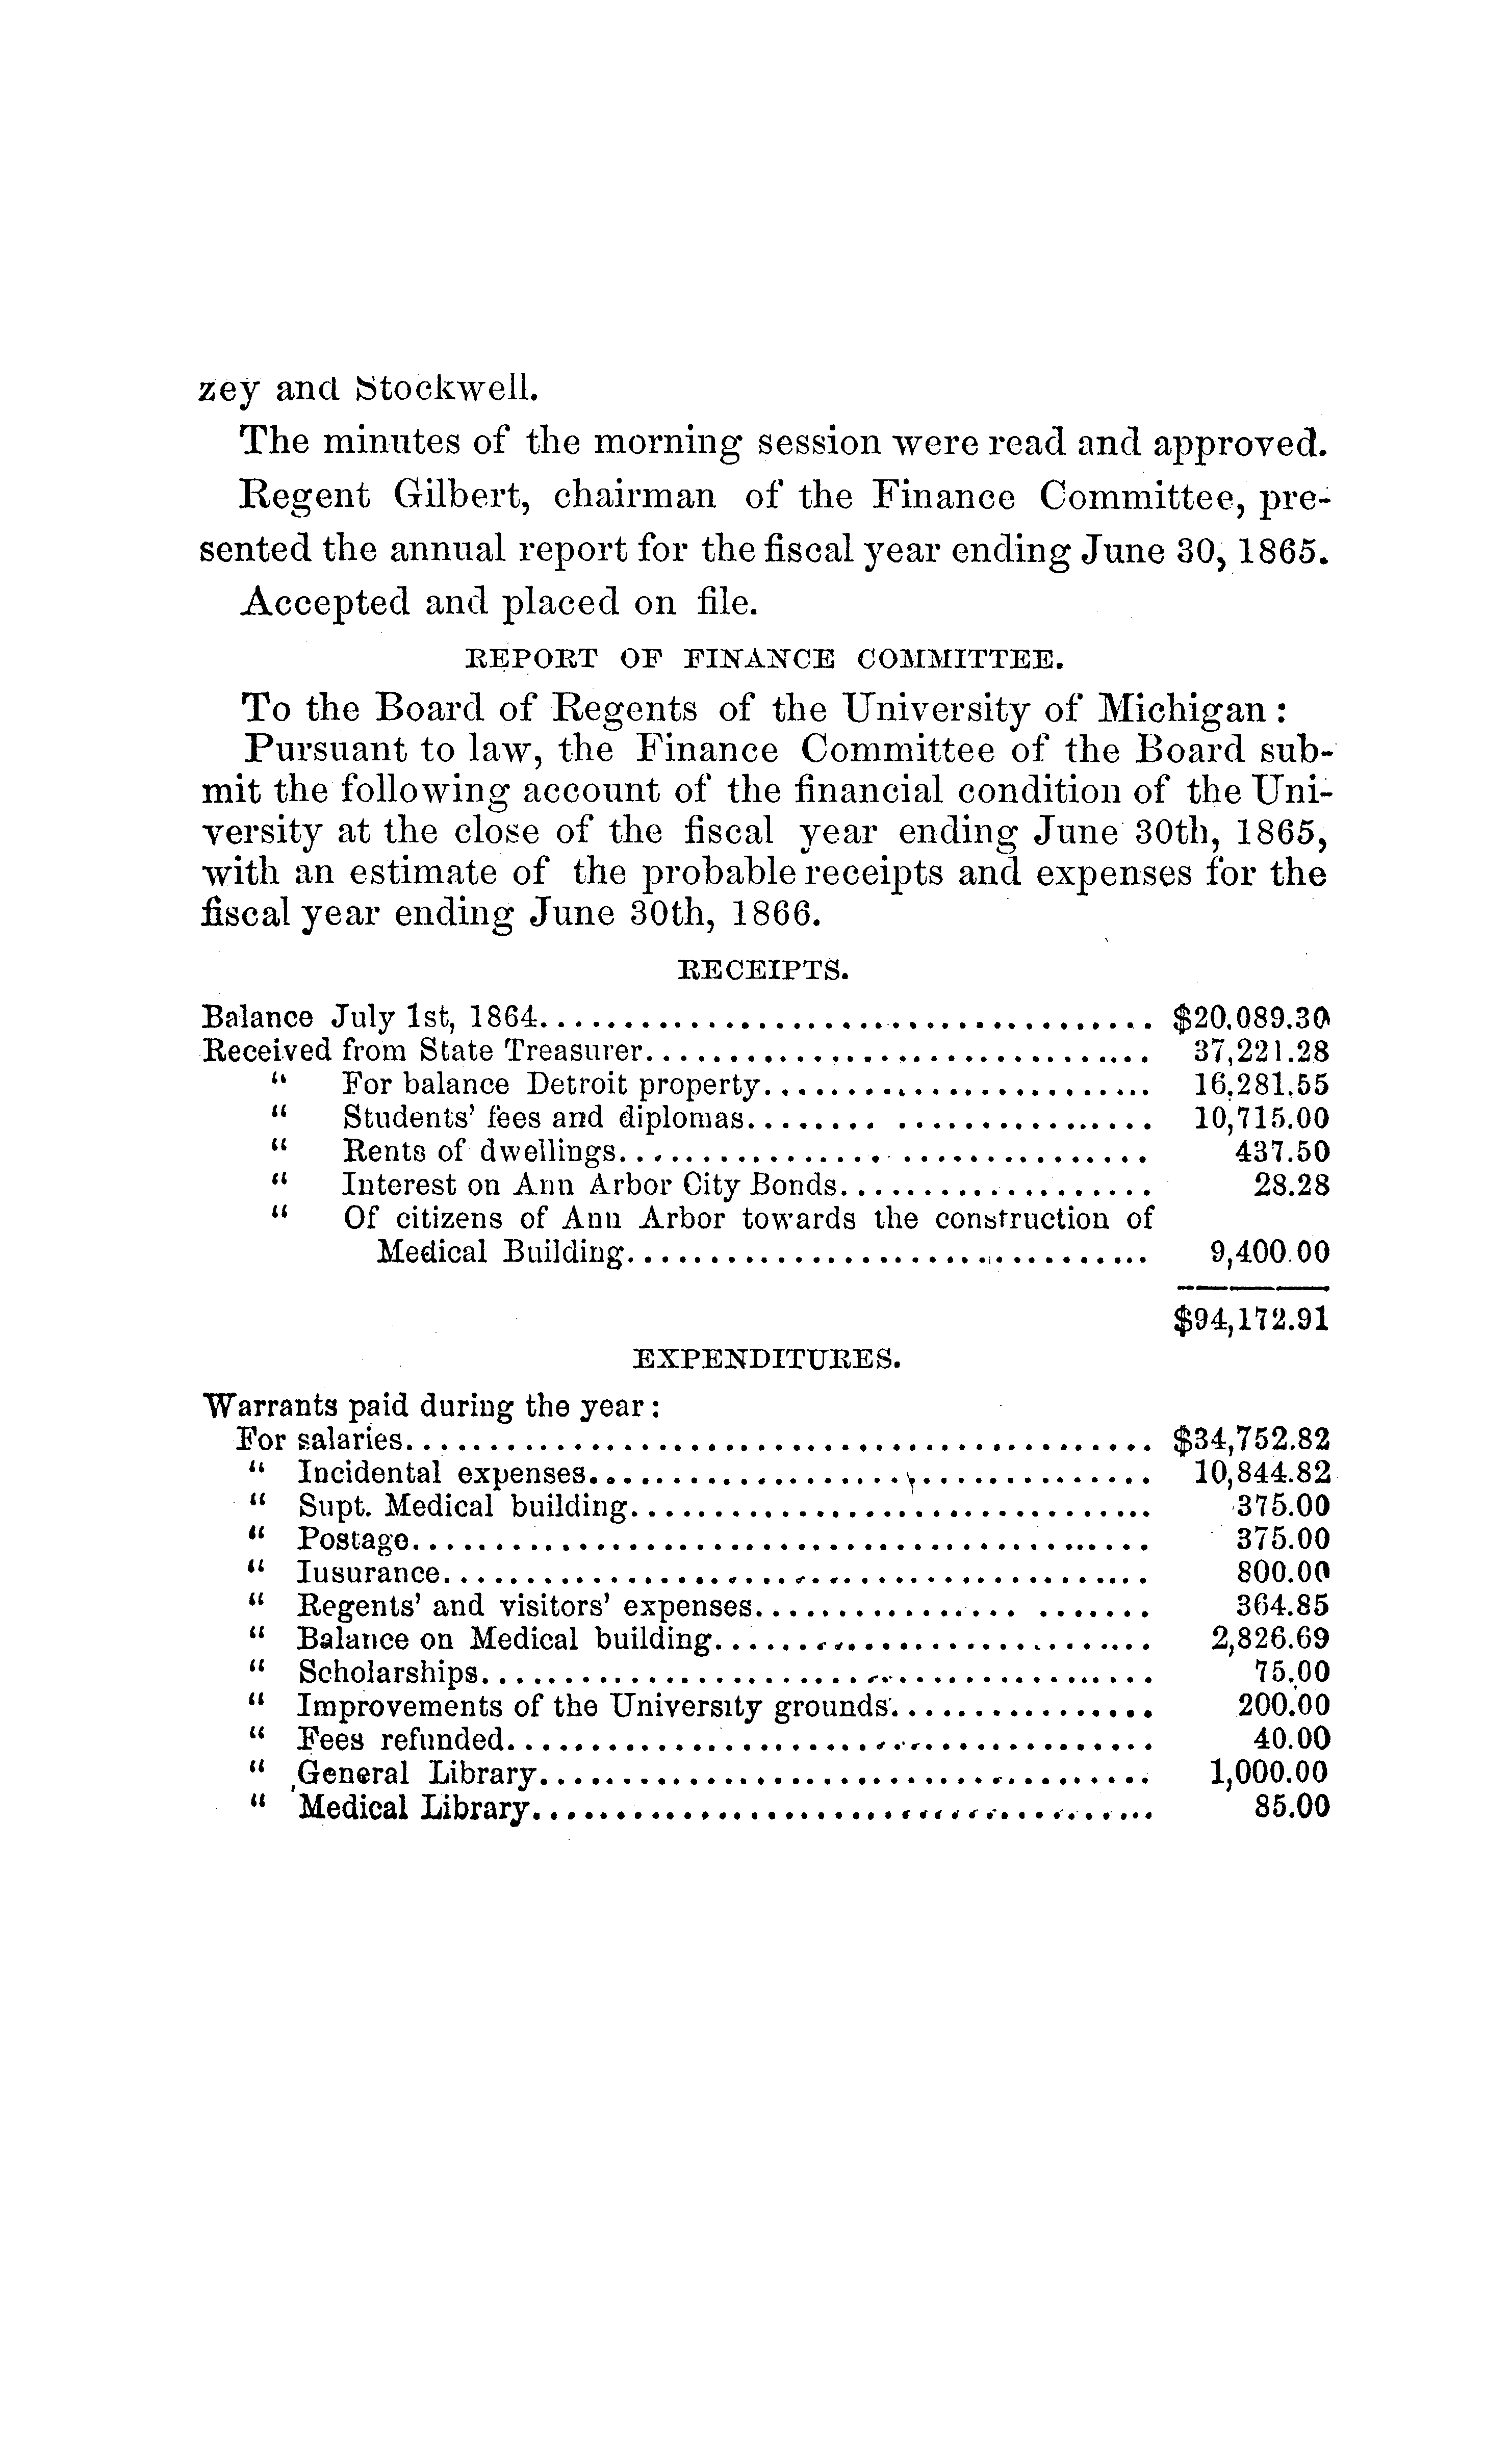 zey and Stockwell.
The minutes of the morning session were read and approved.
Regent Gilbert, chairman of the Finance Committee, pre-
sented the annual report for the fiscal year ending June 30, 1865.
Accepted and placed on file.
REPORT OF FINANCE COMMITTEE.
To the Board of Regents of the University of Michigan:
Pursuant to law, the Finance Committee of the Board sub-
mit the following account of the financial condition of the Uni-
versity at the close of the fiscal year ending June 30th, 1865,
with an estimate of the probable receipts and expenses for the
fiscal year ending June 30th, 1866.
RECEIPTS.
Balance July 1st, 1864..................................... $20.089.30
Received from State Treasurer............................... 37,221.28
“ For balance Detroit property........................ 16,281.55
“ Students' fees and diplomas........ ................ 10,715.00
“ Rents of dwellings................ ............... 437.50
“ Interest on Ann Arbor City Bonds................... 28.28
“ Of citizens of Ann Arbor towards the construction of
Medical Building................................ 9,400.00
$94,172.91
EXPENDITURES.
Warrants paid during the year:
For salaries............................................. $34,752.82
“ Incidental expenses.................................. 10,844.82
“ Supt. Medical building............................... 375.00
“ Postage............................................. 375.00
“ Iusurance........................................... 800.00
“ Regents' and visitors' expenses................ ....... 364.85
“ Balance on Medical building.......................... 2,826.69
“ Scholarships......................................... 75.00
“ Improvements of the University grounds................ 200.00
“ Fees refunded....................................... 40.00
“ General Library..................................... 1,000.00
“ Medical Library...................................... 85.00